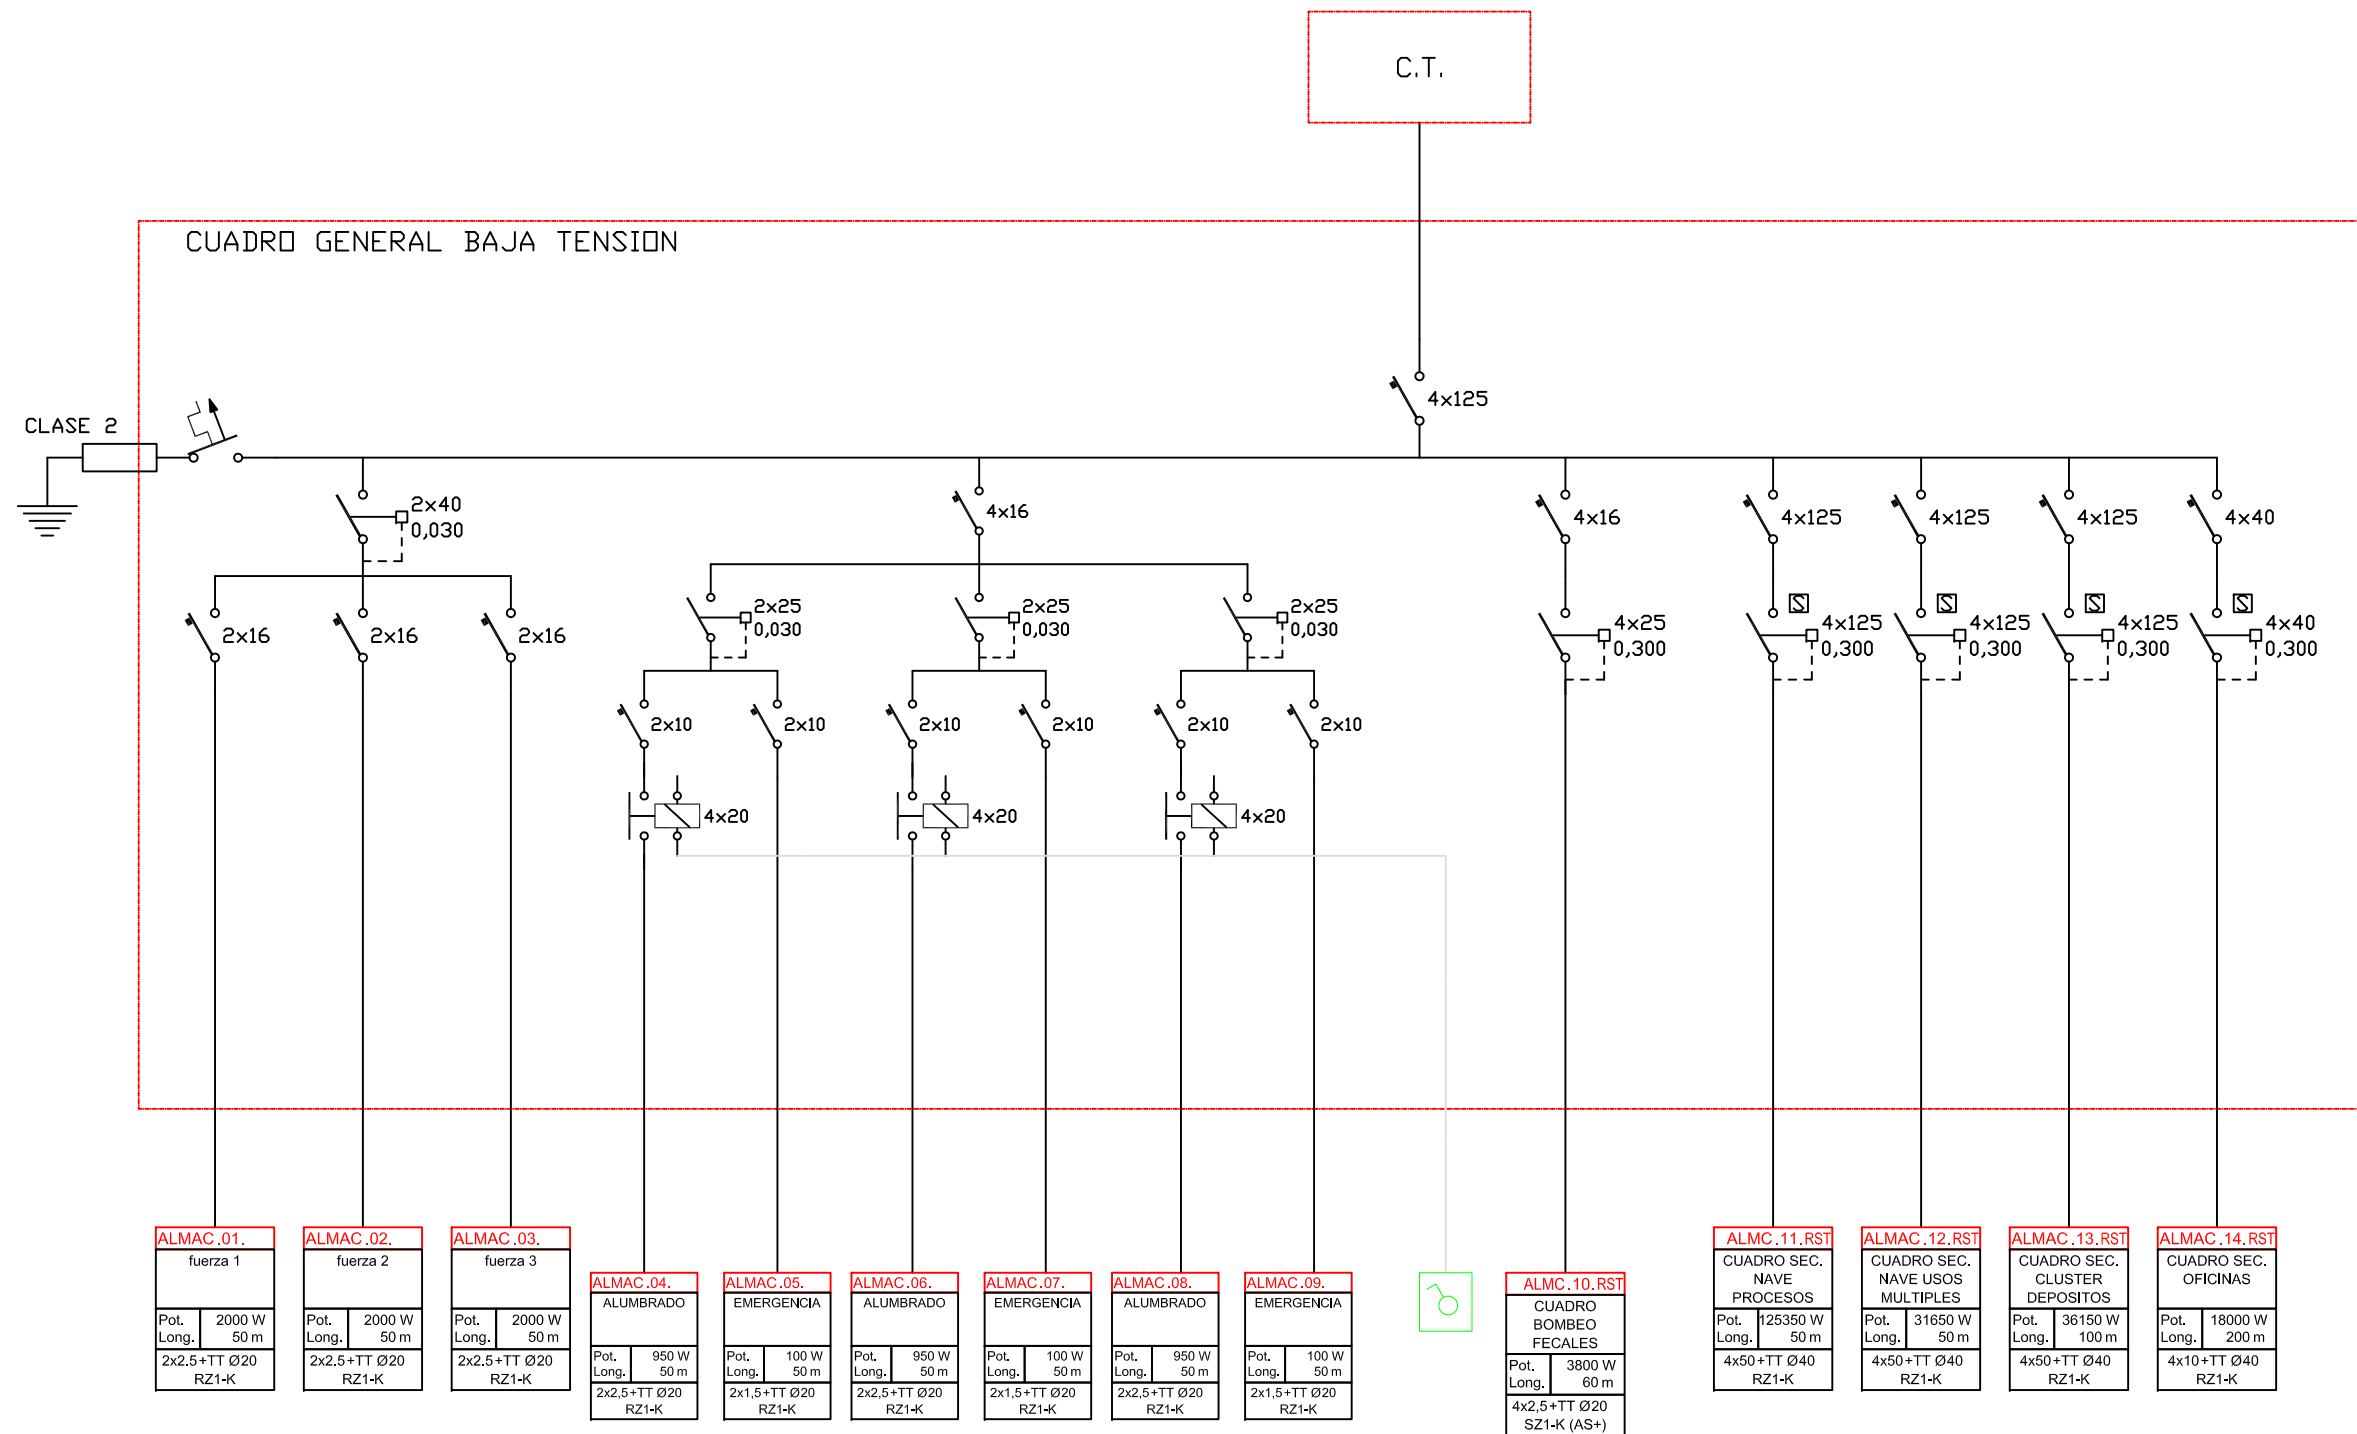 C.T.
CUADRO GENERAL BAJA TENSION
4x125
CLASE 2
2x40
0,030
4x16
4x16
4x125
4x125
4x125
4x40
2x16
2x16
2x16
2x25
0,030
2x25
0,030
2x25
0,030
4x25
0,300
S
4x125
0,300
S
4x125
0,300
S
4x125
0,300
S
4x40
0,300
2x10
2x10
2x10
2x10
2x10
2x10
4x20
4x20
4x20
ALMAC.01.
fuerza 1
Pot. 2000 W
Long. 50 m
2x2.5+TT Ø20
RZ1-K
ALMAC.02.
fuerza 2
Pot. 2000 W
Long. 50 m
2x2.5+TT Ø20
RZ1-K
ALMAC.03.
fuerza 3
Pot. 2000 W
Long. 50 m
2x2.5+TT Ø20
RZ1-K
ALMAC.04.
ALUMBRADO
Pot. 950 W
Long. 50 m
2x2,5+TT Ø20
RZ1-K
ALMAC.05.
EMERGENCIA
Pot. 100 W
Long. 50 m
2x1,5+TT Ø20
RZ1-K
ALMAC.06.
ALUMBRADO
Pot. 950 W
Long. 50 m
2x2,5+TT Ø20
RZ1-K
ALMAC.07.
EMERGENCIA
Pot. 100 W
Long. 50 m
2x1,5+TT Ø20
RZ1-K
ALMAC.08.
ALUMBRADO
Pot. 950 W
Long. 50 m
2x2,5+TT Ø20
RZ1-K
ALMAC.09.
EMERGENCIA
Pot. 100 W
Long. 50 m
2x1,5+TT Ø20
RZ1-K
ALMC.10.RST
CUADRO
BOMBEO
FECALES
Pot. 3800 W
Long. 60 m
4x2,5+TT Ø20
SZ1-K (AS+)
ALMC.11.RST
CUADRO SEC.
NAVE
PROCESOS
Pot. 125350 W
Long. 50 m
4x50+TT Ø40
RZ1-K
ALMAC.12.RST
CUADRO SEC.
NAVE USOS
MULTIPLES
Pot. 31650 W
Long. 50 m
4x50+TT Ø40
RZ1-K
ALMAC.13.RST
CUADRO SEC.
CLUSTER
DEPOSITOS
Pot. 36150 W
Long. 100 m
4x50+TT Ø40
RZ1-K
ALMAC.14.RST
CUADRO SEC.
OFICINAS
Pot. 18000 W
Long. 200 m
4x10+TT Ø40
RZ1-K